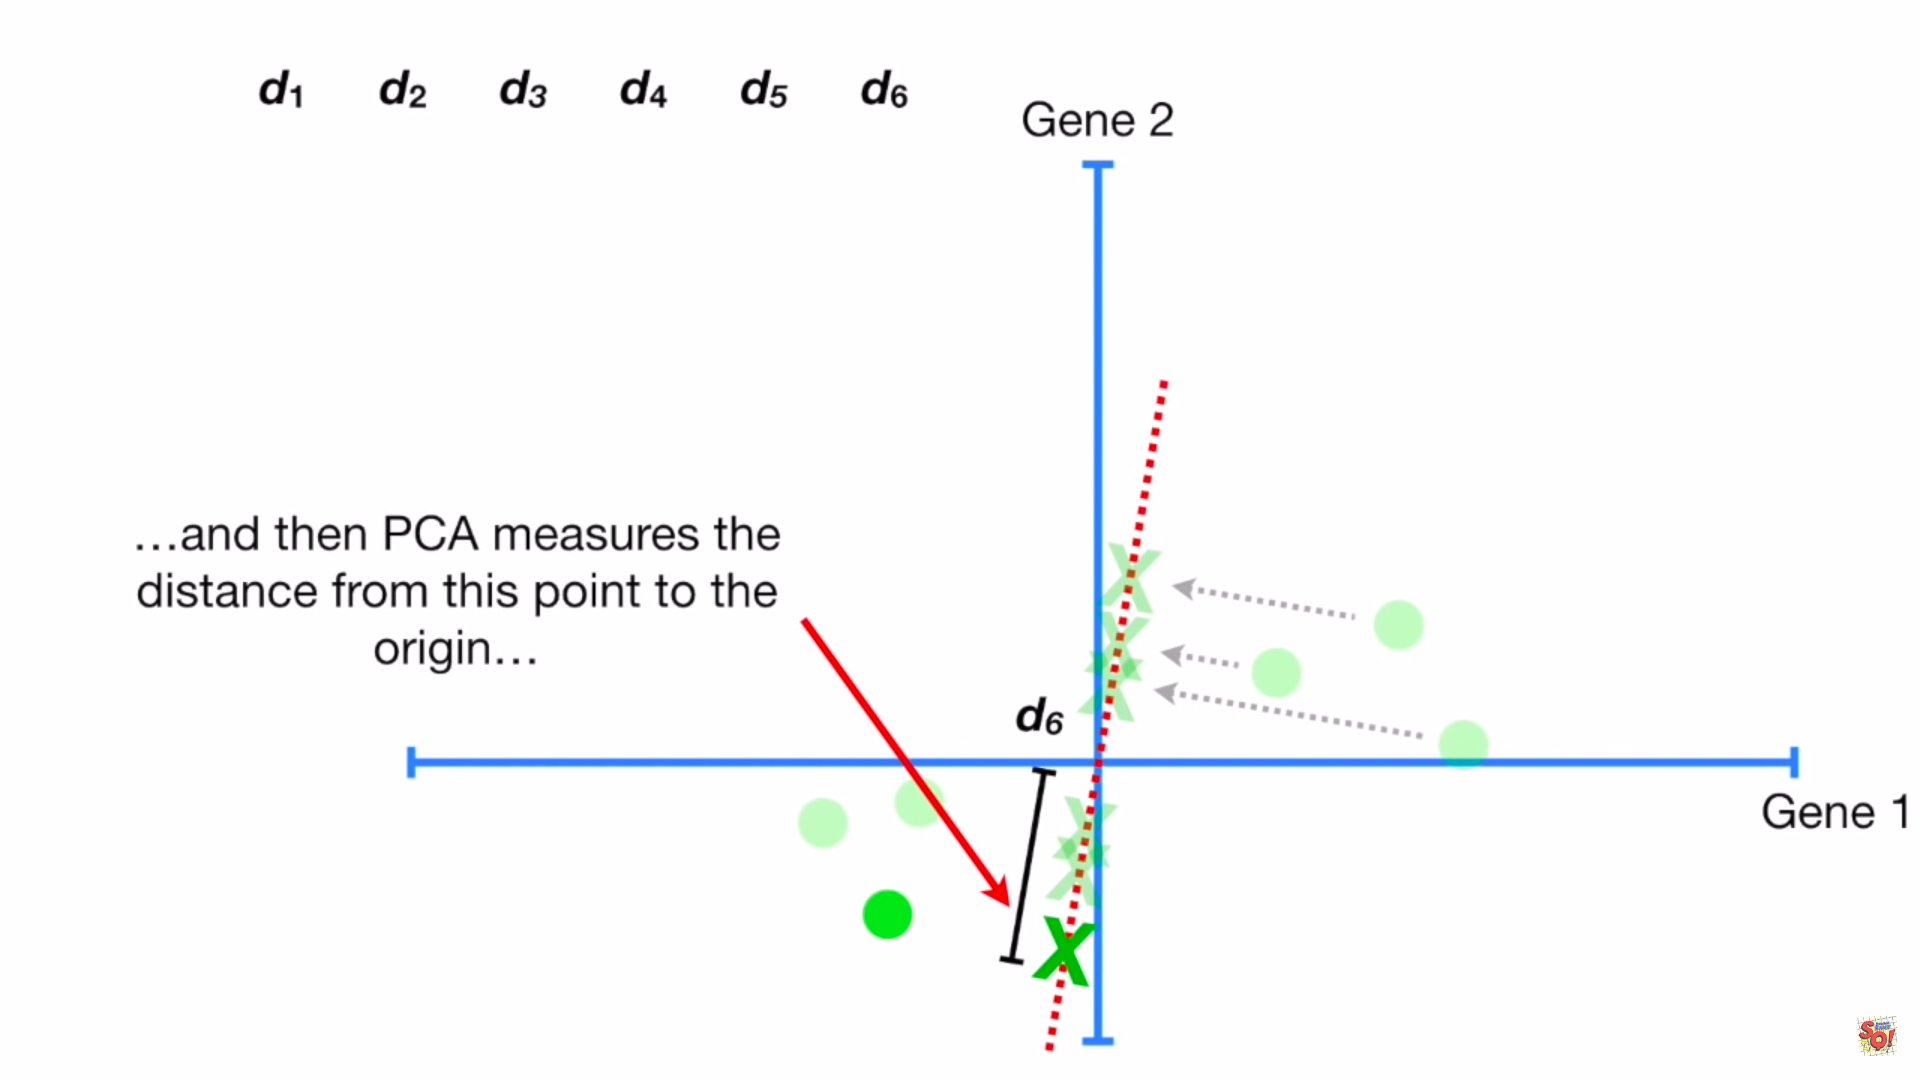 d1 d2 d3 d4 d5 d6
Gene 2
…and then PCA measures the
distance from this point to the
origin…
d6
Gene 1
SQ!